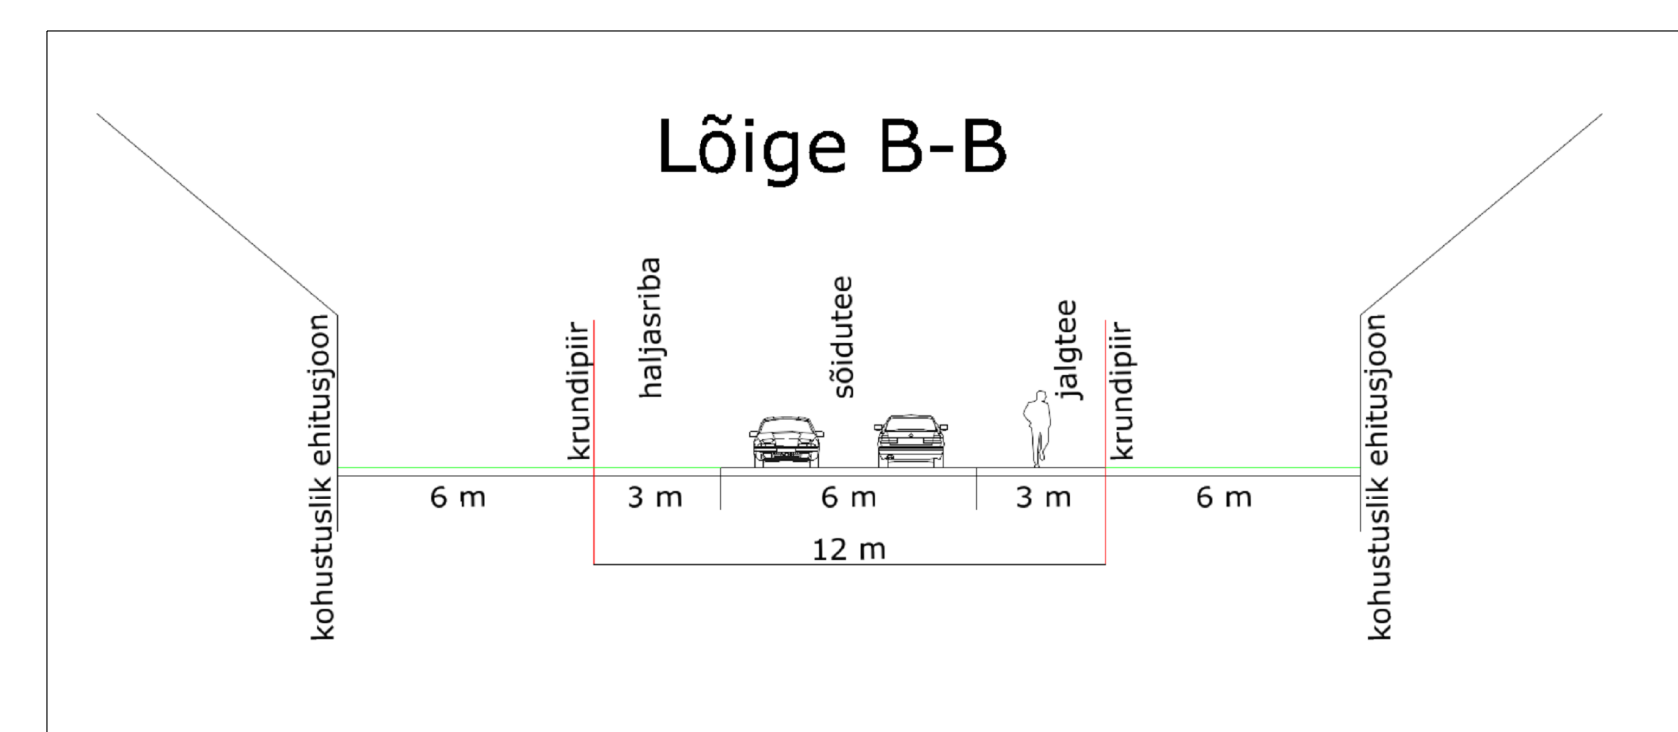 Lõige B-B
kohustuslik ehitusjoon
krundipiir
haljasriba
sõidutee
jalgtee
krundipiir
kohustuslik ehitusjoon
6 m
3 m
6 m
3 m
6 m
12 m